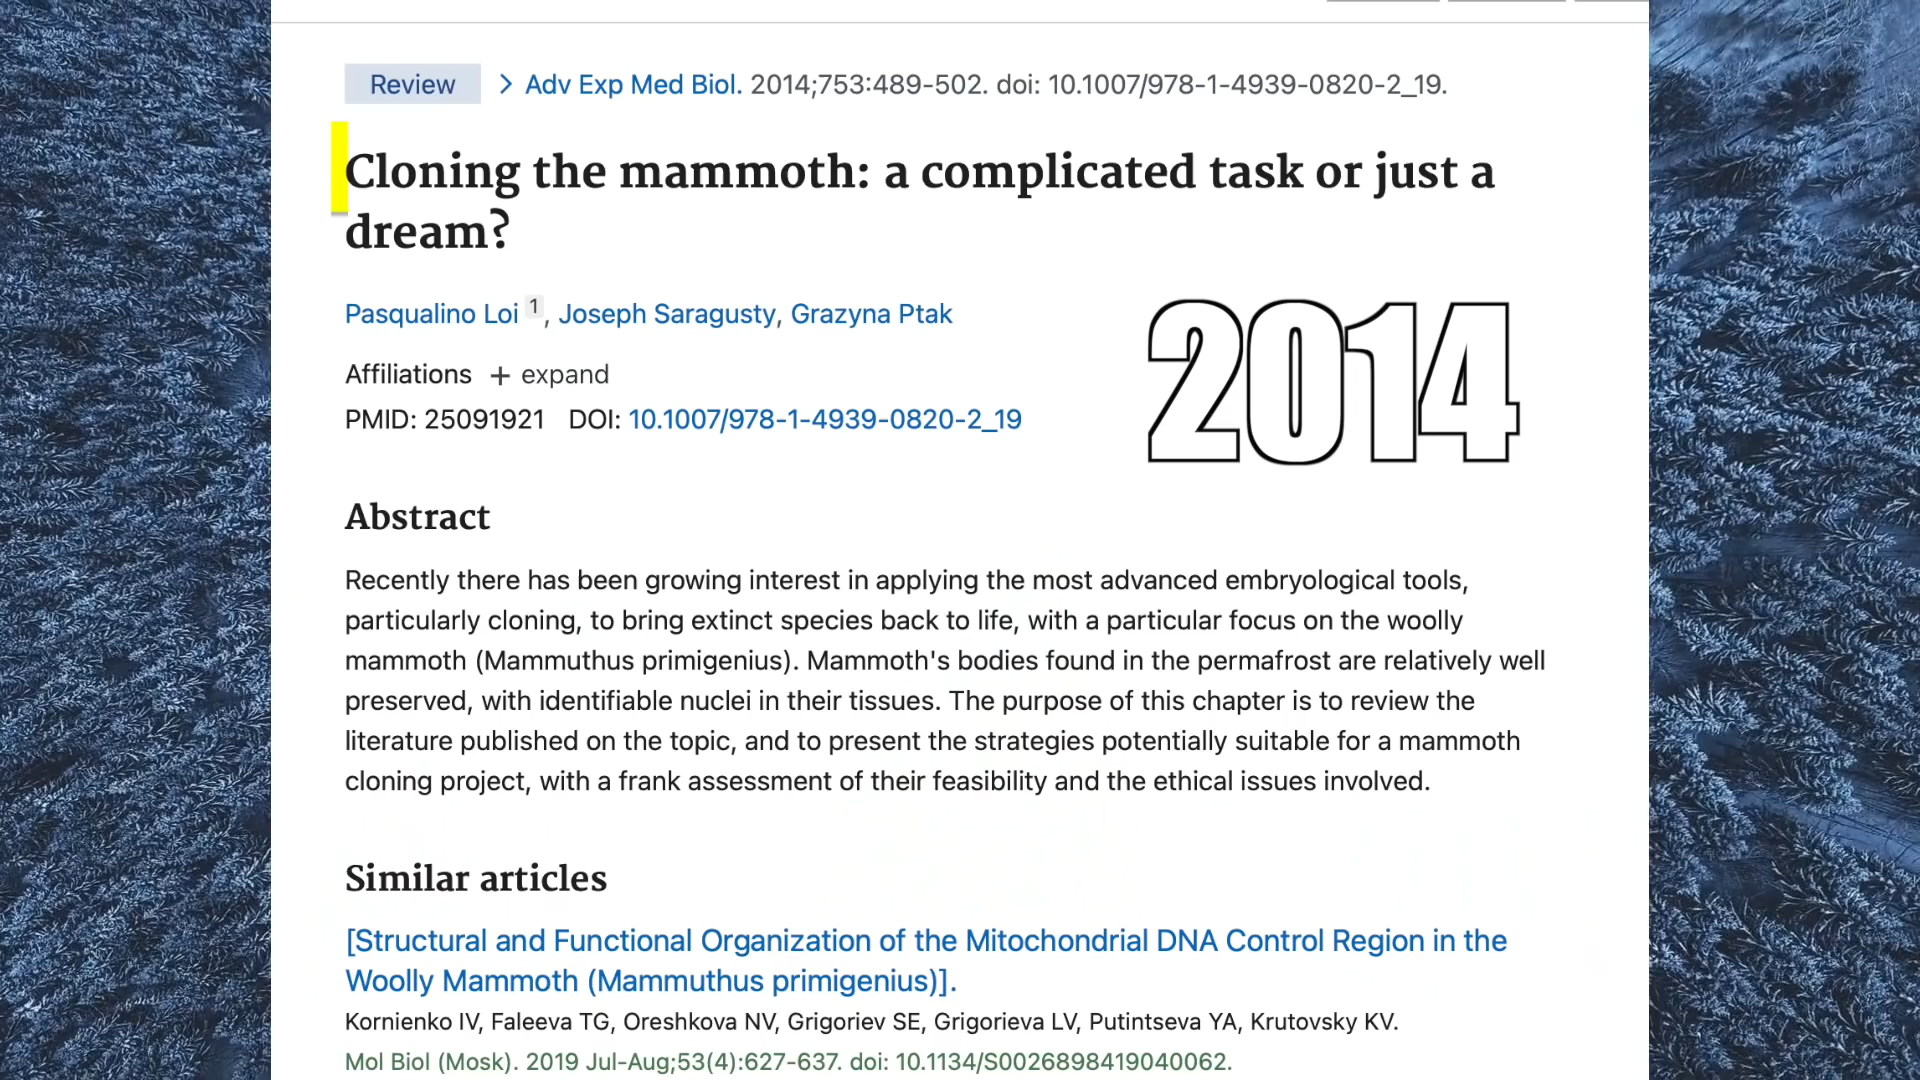 Review > Adv Exp Med Biol. 2014;753:489-502. doi: 10.1007/978-1-4939-0820-2_19.
Cloning the mammoth: a complicated task or just a
dream?
Pasqualino Loi 1, Joseph Saragusty, Grazyna Ptak
2014
Affiliations + expand
PMID: 25091921 DOI: 10.1007/978-1-4939-0820-2_19
Abstract
Recently there has been growing interest in applying the most advanced embryological tools,
particularly cloning, to bring extinct species back to life, with a particular focus on the woolly
mammoth (Mammuthus primigenius). Mammoth's bodies found in the permafrost are relatively well
preserved, with identifiable nuclei in their tissues. The purpose of this chapter is to review the
literature published on the topic, and to present the strategies potentially suitable for a mammoth
cloning project, with a frank assessment of their feasibility and the ethical issues involved.
Similar articles
[Structural and Functional Organization of the Mitochondrial DNA Control Region in the
Woolly Mammoth (Mammuthus primigenius)].
Kornienko IV, Faleeva TG, Oreshkova NV, Grigoriev SE, Grigorieva LV, Putintseva YA, Krutovsky KV.
Mol Biol (Mosk). 2019 Jul-Aug;53(4):627-637. doi: 10.1134/S0026898419040062.